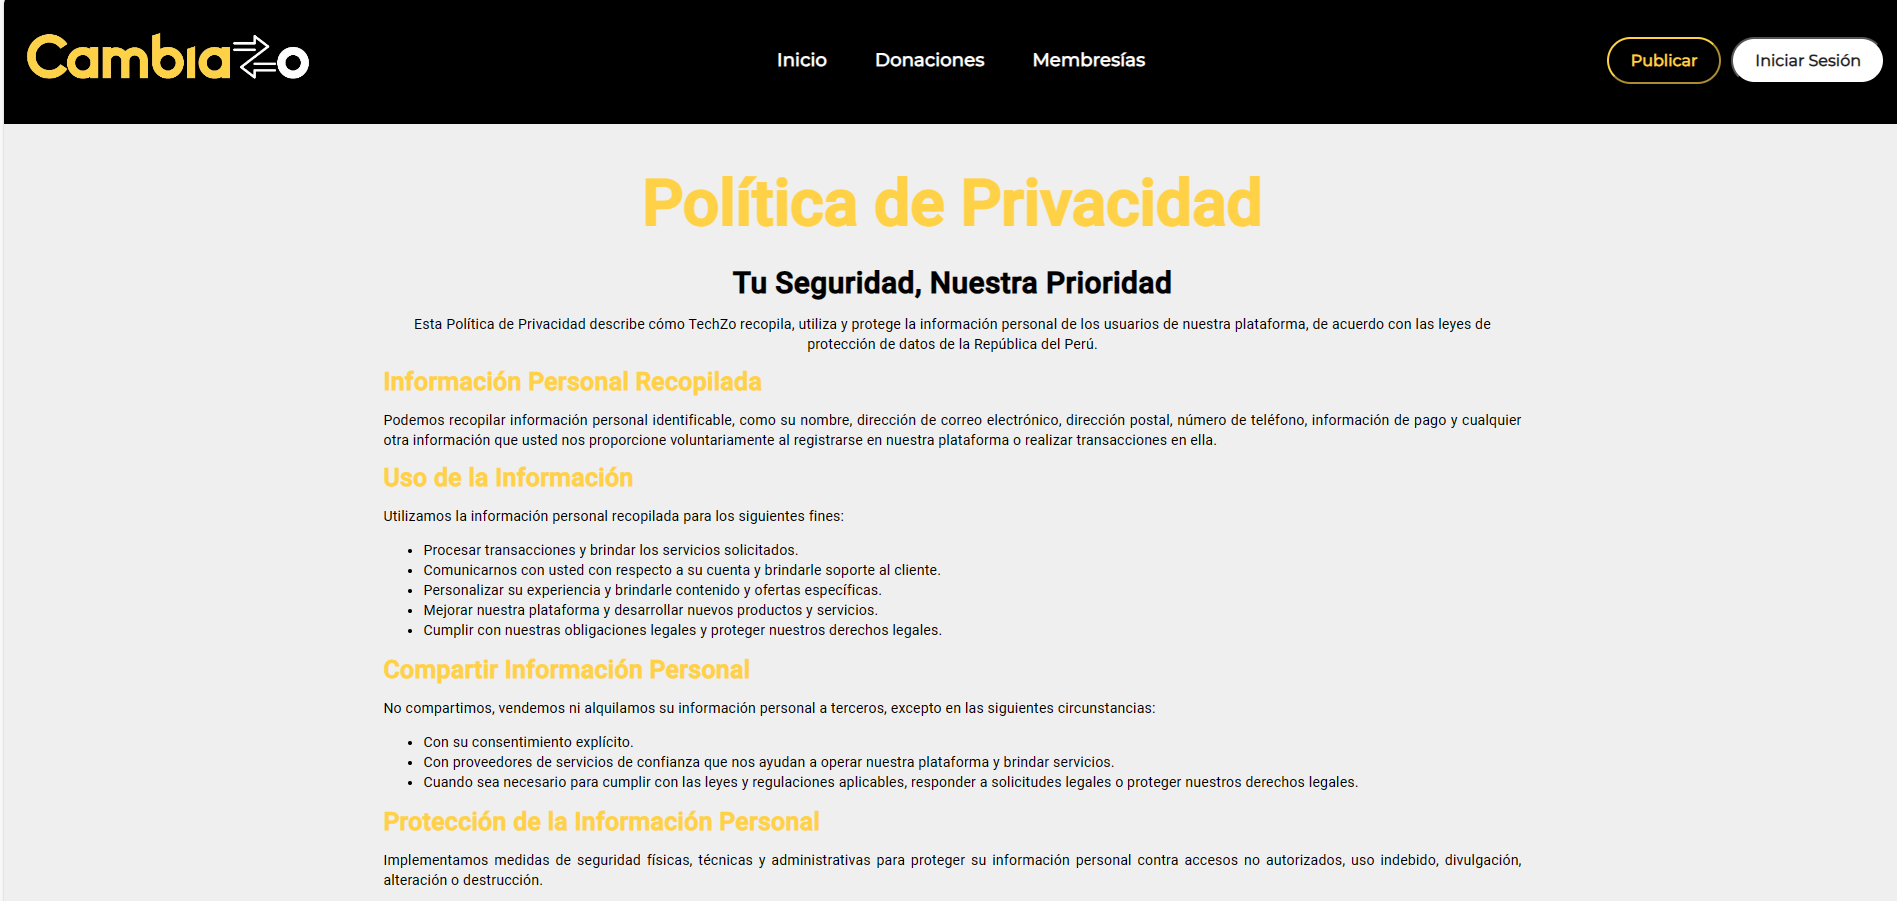 Cambiazo
Inicio
Donaciones
Membresías
Publicar
Iniciar Sesión
Política de Privacidad
Tu Seguridad, Nuestra Prioridad
Esta Política de Privacidad describe cómo TechZo recopila, utiliza y protege la información personal de los usuarios de nuestra plataforma, de acuerdo con las leyes de
protección de datos de la República del Perú.
Información Personal Recopilada
Podemos recopilar información personal identificable, como su nombre, dirección de correo electrónico, dirección postal, número de teléfono, información de pago y cualquier
otra información que usted nos proporcione voluntariamente al registrarse en nuestra plataforma o realizar transacciones en ella.
Uso de la Información
Utilizamos la información personal recopilada para los siguientes fines:
• Procesar transacciones y brindar los servicios solicitados.
• Comunicarnos con usted con respecto a su cuenta y brindarle soporte al cliente.
• Personalizar su experiencia y brindarle contenido y ofertas específicas.
• Mejorar nuestra plataforma y desarrollar nuevos productos y servicios.
• Cumplir con nuestras obligaciones legales y proteger nuestros derechos legales.
Compartir Información Personal
No compartimos, vendemos ni alquilamos su información personal a terceros, excepto en las siguientes circunstancias:
• Con su consentimiento explícito.
• Con proveedores de servicios de confianza que nos ayudan a operar nuestra plataforma y brindar servicios.
• Cuando sea necesario para cumplir con las leyes y regulaciones aplicables, responder a solicitudes legales o proteger nuestros derechos legales.
Protección de la Información Personal
Implementamos medidas de seguridad físicas, técnicas y administrativas para proteger su información personal contra accesos no autorizados, uso indebido, divulgación,
alteración o destrucción.